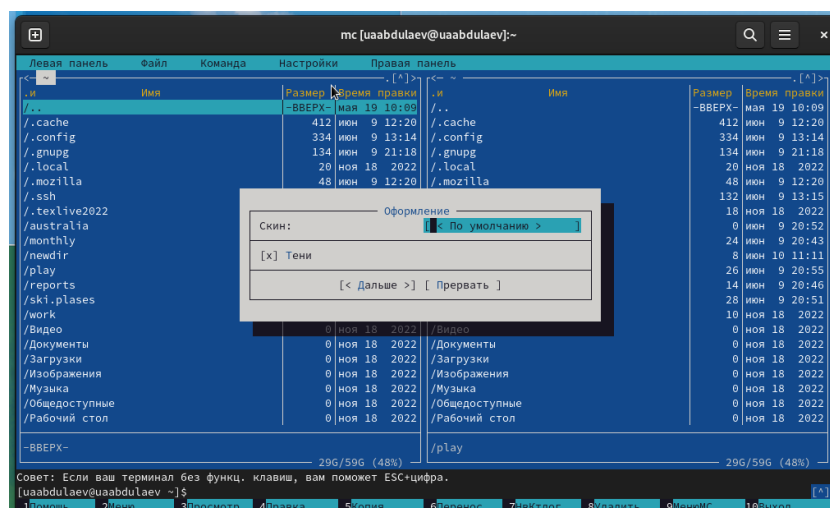 mc [uaabdulaev@uaabdulaev]:~
Левая панель Файл Команда Настройки Правая панель
<— ~ .[^]> <— ~ .[^]>
.и Имя Размер Время правки .и Имя Размер Время правки
/.. -ВВЕРХ- мая 19 10:09 /.. -ВВЕРХ- мая 19 10:09
/.cache 412 июн 9 12:20 /.cache 412 июн 9 12:20
/.config 334 июн 9 13:14 /.config 334 июн 9 13:14
/.gnupg 134 июн 9 21:18 /.gnupg 134 июн 9 21:18
/.local 20 ноя 18 2022 /.local 20 ноя 18 2022
/.mozilla 48 июн 9 12:20 /.mozilla 48 июн 9 12:20
/.ssh 132 июн 9 13:15
/.texlive2022 18 ноя 18 2022
/australia 0 июн 9 20:52
/monthly 24 июн 9 20:43
/newdir 8 июн 10 11:11
/play 26 июн 9 20:55
/reports 14 июн 9 20:46
/ski.plases 28 июн 9 20:51
/work 10 ноя 18 2022
Оформление
Скин: [ < По умолчанию > ]
[x] Тени
[< Дальше >] [ Прервать ]
/Видео 0 ноя 18 2022 /Видео 0 ноя 18 2022
/Документы 0 ноя 18 2022 /Документы 0 ноя 18 2022
/Загрузки 0 ноя 18 2022 /Загрузки 0 ноя 18 2022
/Изображения 0 ноя 18 2022 /Изображения 0 ноя 18 2022
/Музыка 0 ноя 18 2022 /Музыка 0 ноя 18 2022
/Общедоступные 0 ноя 18 2022 /Общедоступные 0 ноя 18 2022
/Рабочий стол 0 ноя 18 2022 /Рабочий стол 0 ноя 18 2022
-ВВЕРХ- /play
29G/59G (48%) 29G/59G (48%)
Совет: Если ваш терминал без функц. клавиш, вам поможет ESC+цифра.
[uaabdulaev@uaabdulaev ~]$ [^]
1Помощь 2Меню 3Просмотр 4Правка 5Копия 6Перенос 7НвКтлог 8Удалить 9МенюMC 10Выход